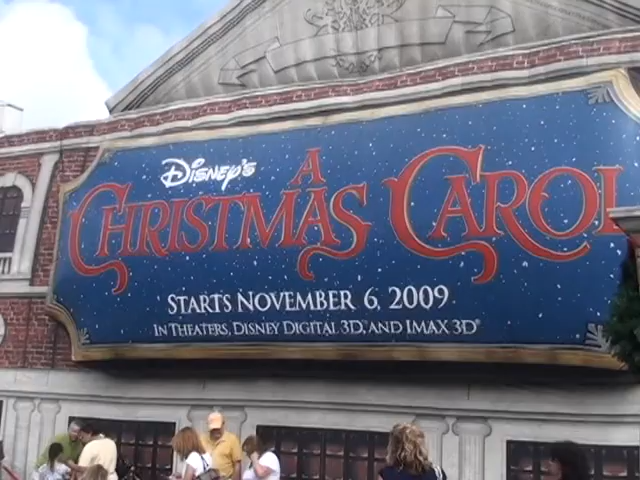 DISNEY'S
A
CHRISTMAS CAROL
STARTS NOVEMBER 6, 2009
IN THEATERS, DISNEY DIGITAL 3D, AND IMAX 3D